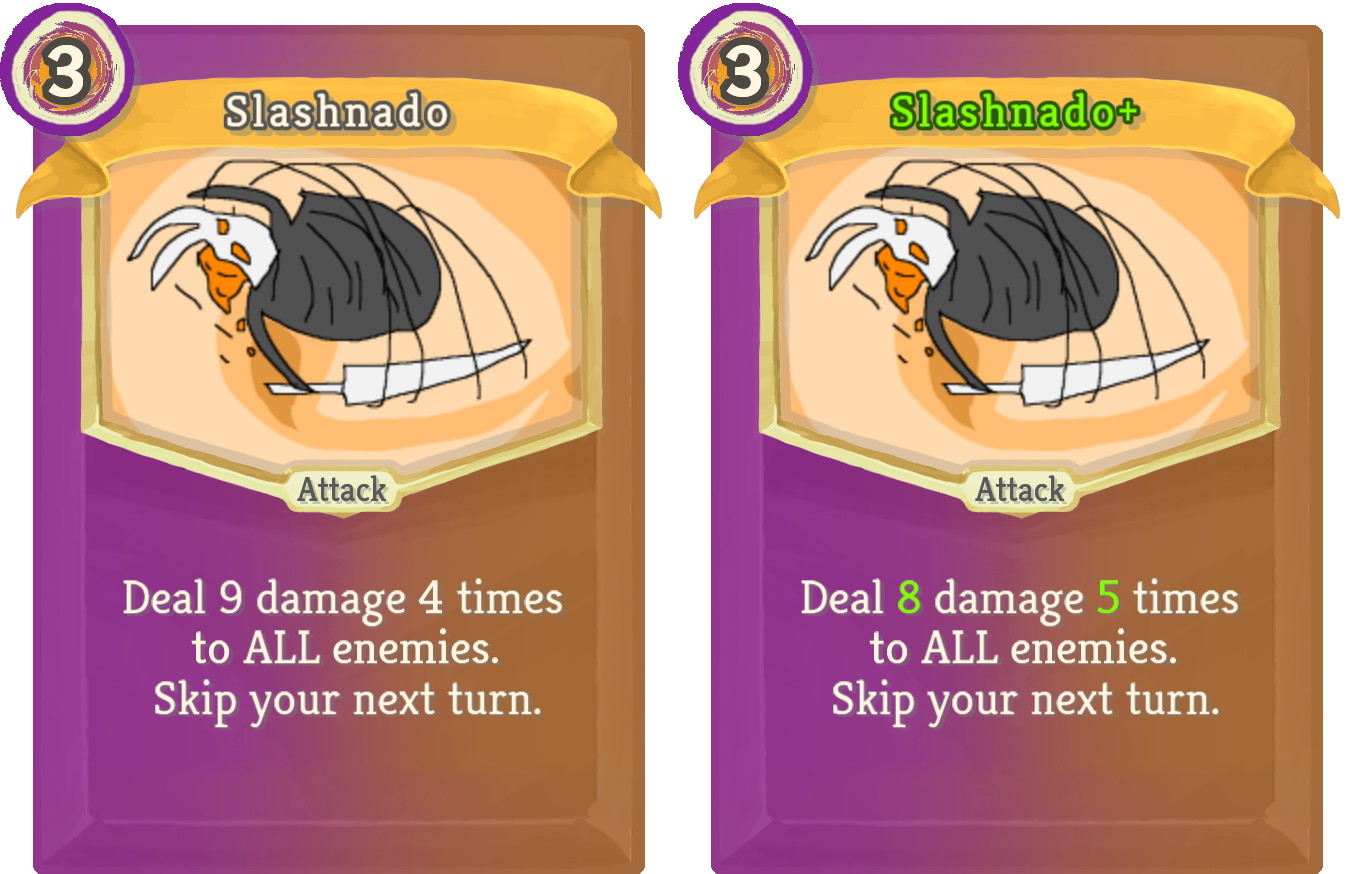 3
Slashnado
Attack
Deal 9 damage 4 times
to ALL enemies.
Skip your next turn.
3
Slashnado+
Attack
Deal 8 damage 5 times
to ALL enemies.
Skip your next turn.